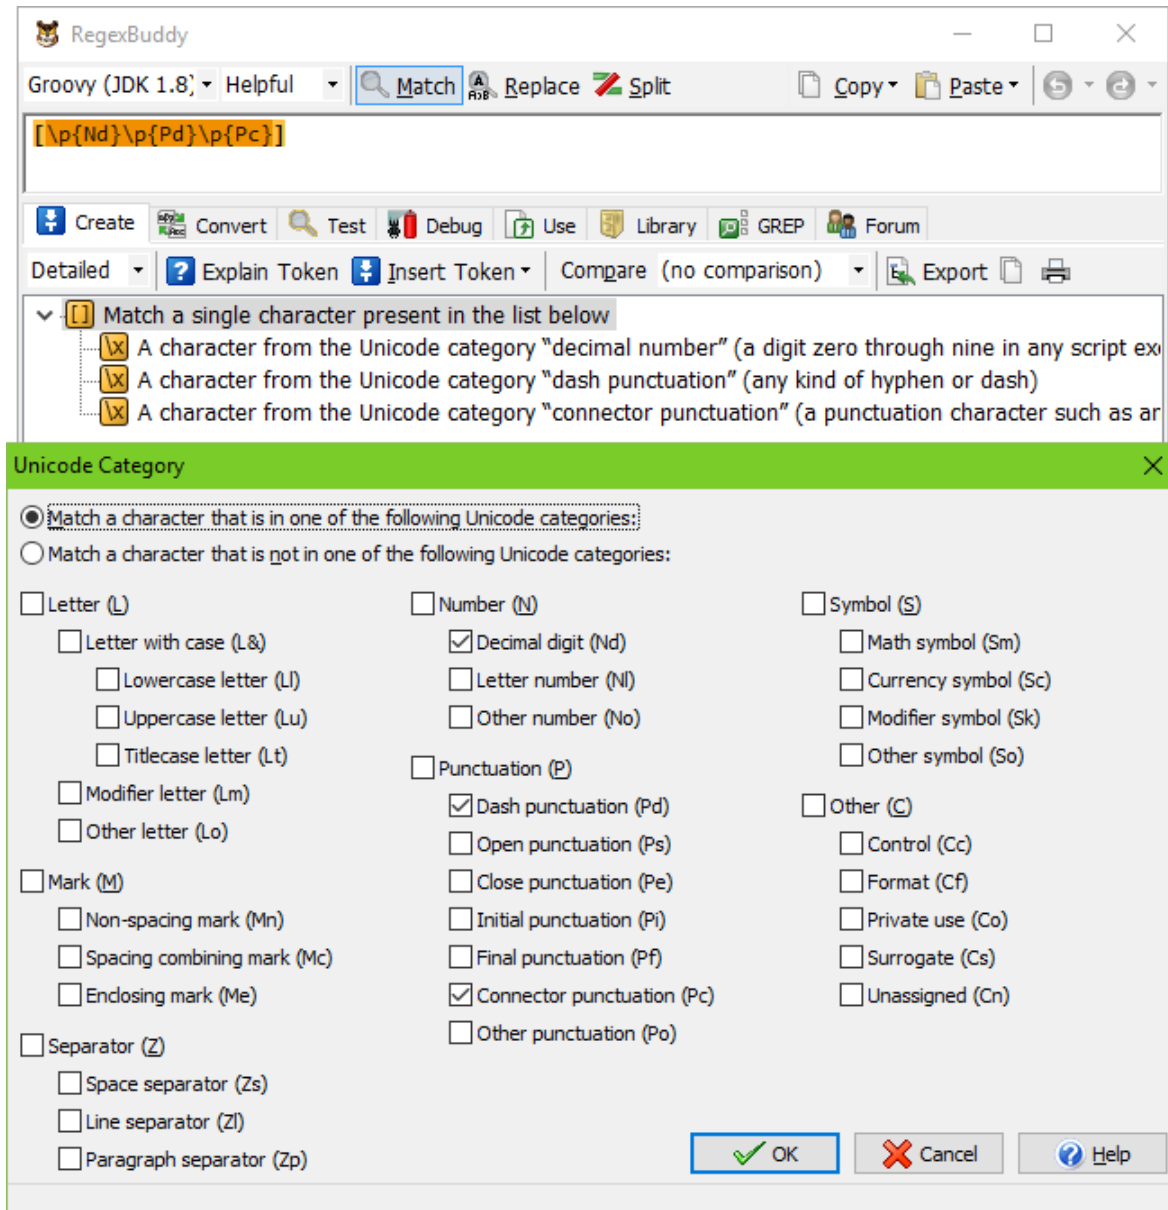 RegexBuddy
Groovy (JDK 1.8) Helpful Match Replace Split Copy Paste
[\p{Nd}\p{Pd}\p{Pc}]
Create Convert Test Debug Use Library GREP Forum
Detailed Explain Token Insert Token Compare (no comparison) Export
[] Match a single character present in the list below
\x A character from the Unicode category “decimal number” (a digit zero through nine in any script
\x A character from the Unicode category “dash punctuation” (any kind of hyphen or dash)
\x A character from the Unicode category “connector punctuation” (a punctuation character such as
Unicode Category
Match a character that is in one of the following Unicode categories:
Match a character that is not in one of the following Unicode categories:
Letter (L)
Letter with case (L&)
Lowercase letter (Ll)
Uppercase letter (Lu)
Titlecase letter (Lt)
Modifier letter (Lm)
Other letter (Lo)
Mark (M)
Non-spacing mark (Mn)
Spacing combining mark (Mc)
Enclosing mark (Me)
Separator (Z)
Space separator (Zs)
Line separator (Zl)
Paragraph separator (Zp)
Number (N)
Decimal digit (Nd)
Letter number (Nl)
Other number (No)
Punctuation (P)
Dash punctuation (Pd)
Open punctuation (Ps)
Close punctuation (Pe)
Initial punctuation (Pi)
Final punctuation (Pf)
Connector punctuation (Pc)
Other punctuation (Po)
Symbol (S)
Math symbol (Sm)
Currency symbol (Sc)
Modifier symbol (Sk)
Other symbol (So)
Other (C)
Control (Cc)
Format (Cf)
Private use (Co)
Surrogate (Cs)
Unassigned (Cn)
OK Cancel Help